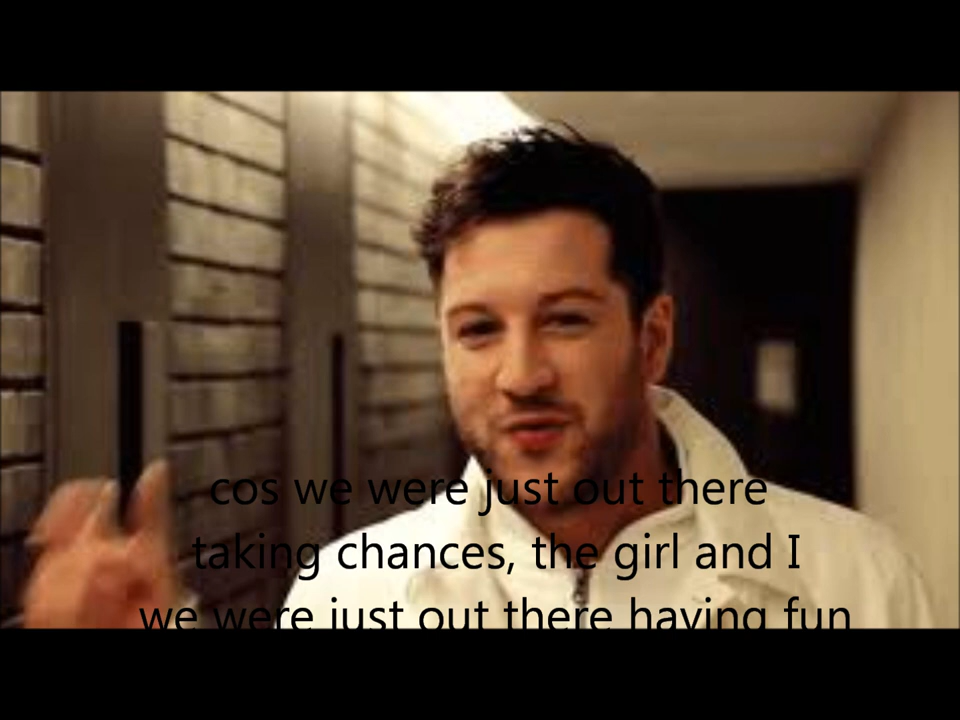 cos we were just out there
taking chances, the girl and I
we were just out there having fun